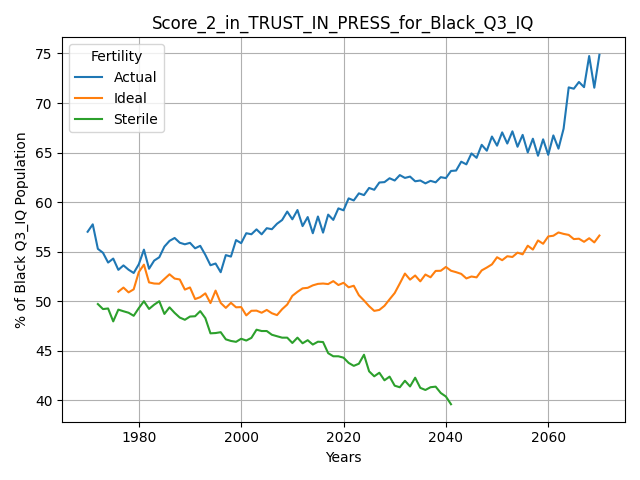 Score_2_in_TRUST_IN_PRESS_for_Black_Q3_IQ
Fertility
Actual
Ideal
Sterile
% of Black Q3_IQ Population
75
70
65
60
55
50
45
40
1980
2000
2020
2040
2060
Years